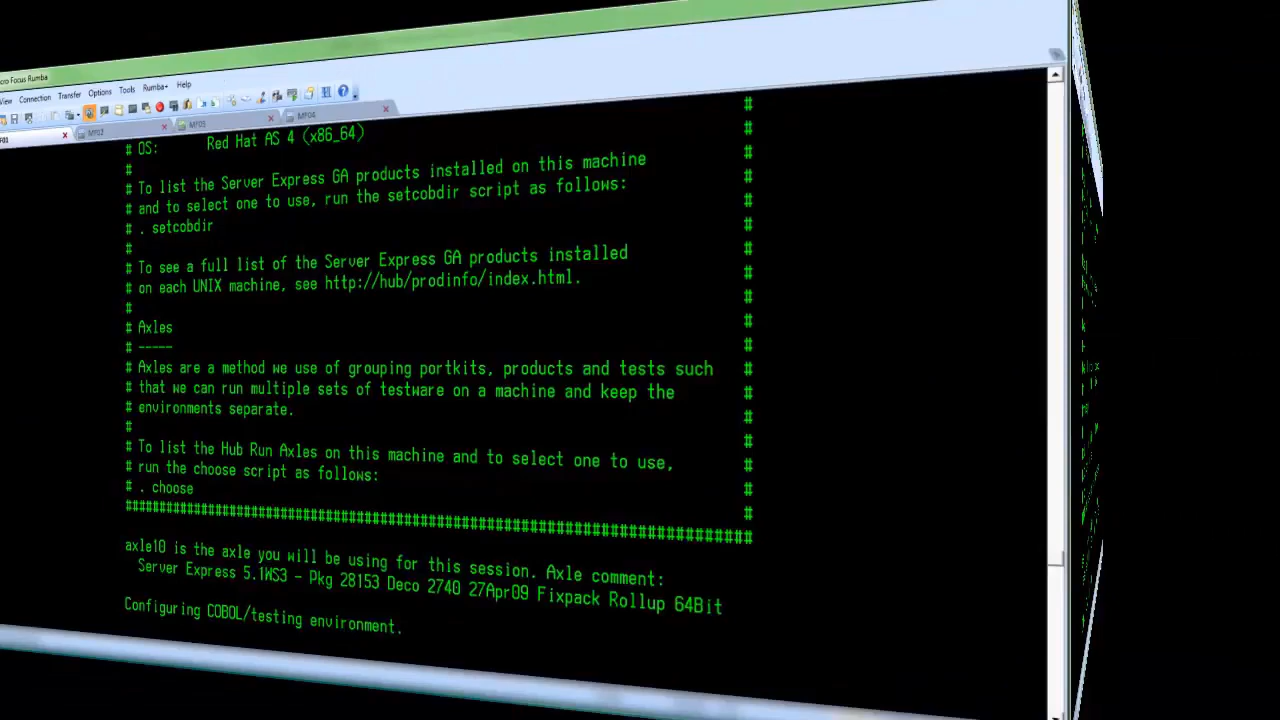 cro Focus Rumba
View Connection Transfer Options Tools Rumba Help
MF02 MF03 MF04
#
# OS: Red Hat AS 4 (x86_64) #
# #
# To list the Server Express GA products installed on this machine #
# and to select one to use, run the setcobdir script as follows: #
# . setcobdir #
# #
# To see a full list of the Server Express GA products installed #
# on each UNIX machine, see http://hub/prodinfo/index.html. #
# #
# Axles #
# ----- #
# Axles are a method we use of grouping portkits, products and tests such #
# that we can run multiple sets of testware on a machine and keep the #
# environments separate. #
# #
# To list the Hub Run Axles on this machine and to select one to use, #
# run the choose script as follows: #
# . choose #
################################################################################
axle10 is the axle you will be using for this session. Axle comment:
Server Express 5.1WS3 - Pkg 28153 Deco 2740 27Apr09 Fixpack Rollup 64Bit
Configuring COBOL/testing environment.